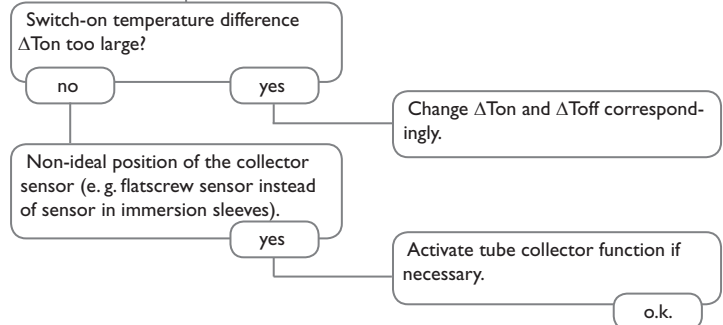 Switch-on temperature difference
ΔTon too large?
no
yes
Change ΔTon and ΔToff correspond-
ingly.
Non-ideal position of the collector
sensor (e. g. flatscrew sensor instead
of sensor in immersion sleeves).
yes
Activate tube collector function if
necessary.
o.k.